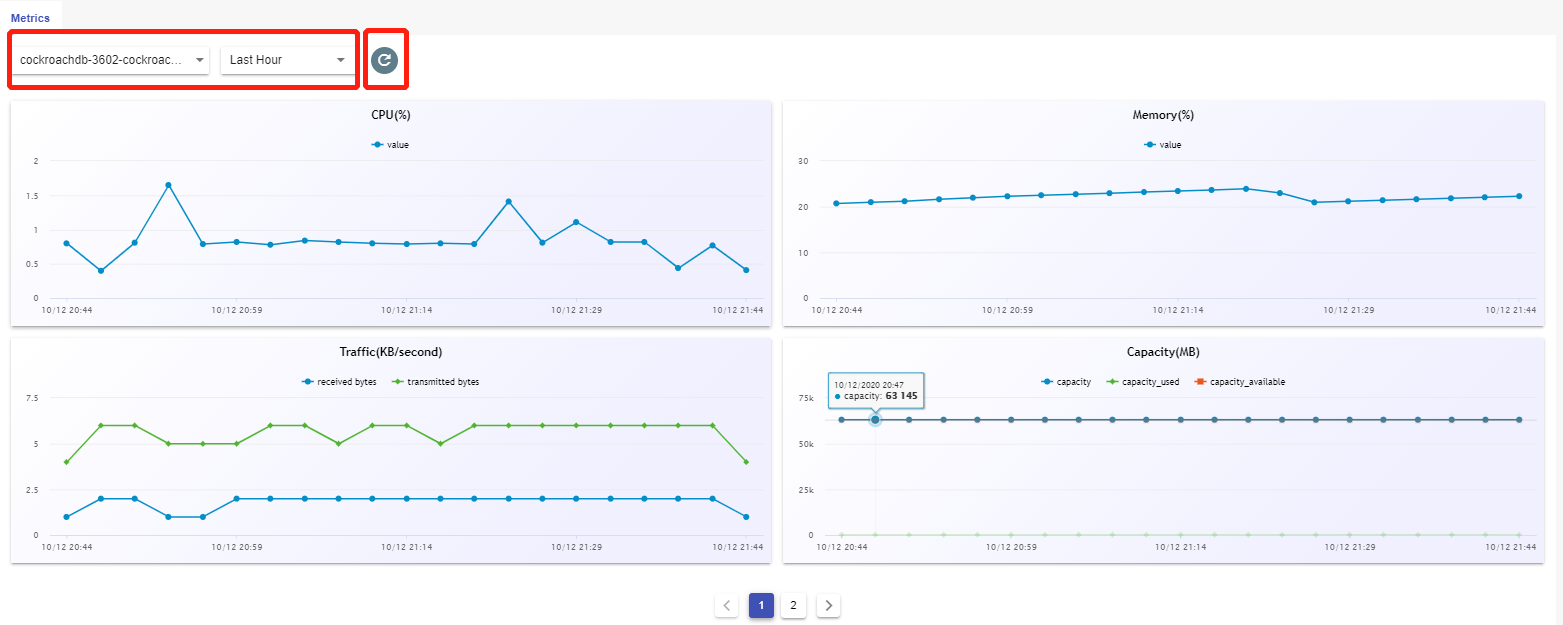 Metrics
cockroachdb-3602-cockroac... Last Hour
CPU(%)
value
2
1.5
1
0.5
0
10/12 20:44 10/12 20:59 10/12 21:14 10/12 21:29 10/12 21:44
Memory(%)
value
30
20
10
0
10/12 20:44 10/12 20:59 10/12 21:14 10/12 21:29 10/12 21:44
Traffic(KB/second)
received bytes transmitted bytes
7.5
5
2.5
0
10/12 20:44 10/12 20:59 10/12 21:14 10/12 21:29 10/12 21:44
Capacity(MB)
capacity capacity_used capacity_available
10/12/2020 20:47
capacity: 63 145
75k
50k
25k
0
10/12 20:44 10/12 20:59 10/12 21:14 10/12 21:29 10/12 21:44
1 2